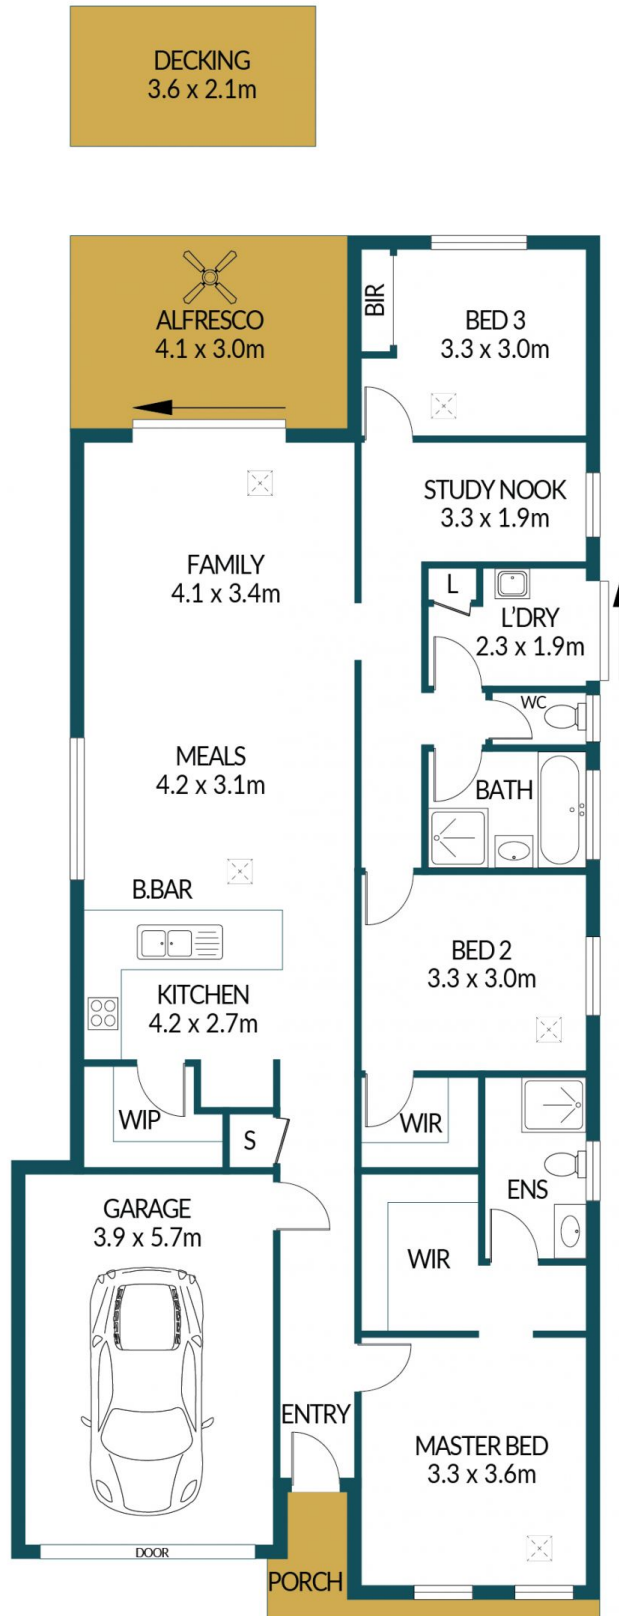 DECKING
3.6 x 2.1m
ALFRESCO
4.1 x 3.0m
BIR
BED 3
3.3 x 3.0m
STUDY NOOK
3.3 x 1.9m
FAMILY
4.1 x 3.4m
L
L'DRY
2.3 x 1.9m
WC
MEALS
4.2 x 3.1m
BATH
B.BAR
BED 2
3.3 x 3.0m
KITCHEN
4.2 x 2.7m
WIP
S
WIR
ENS
GARAGE
3.9 x 5.7m
WIR
ENTRY
MASTER BED
3.3 x 3.6m
DOOR
PORCH